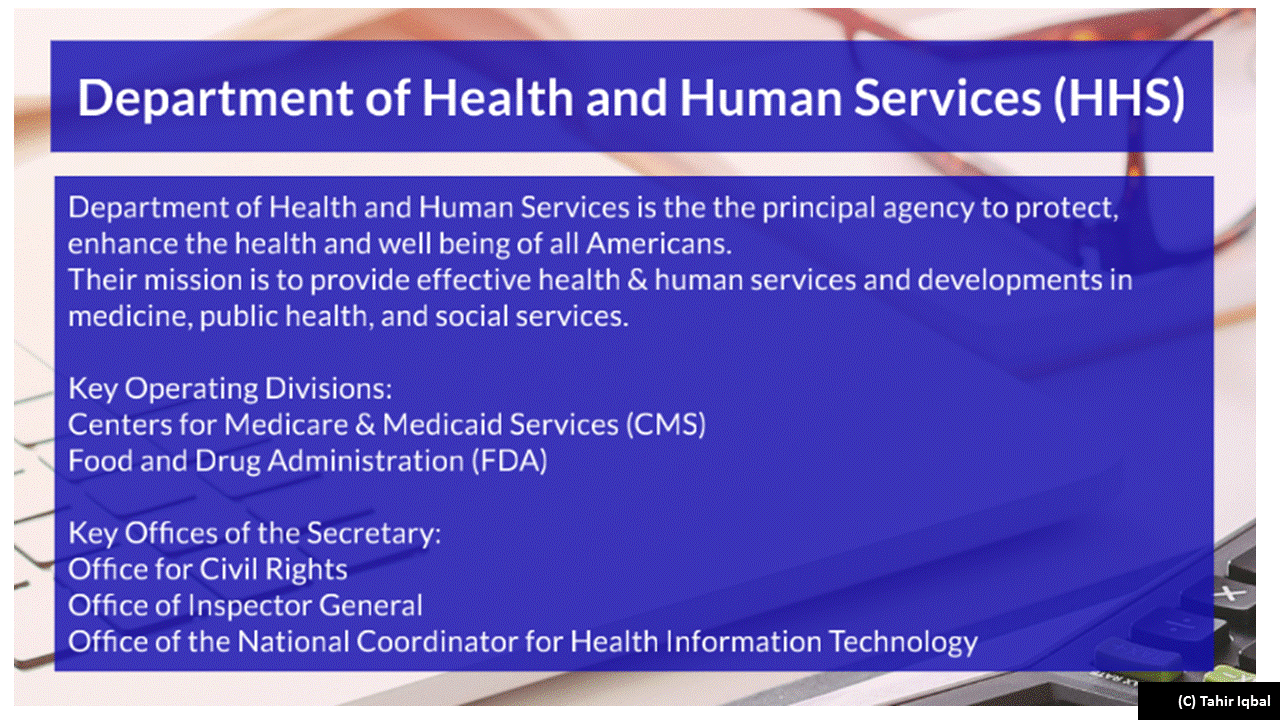 Department of Health and Human Services (HHS)
Department of Health and Human Services is the the principal agency to protect,
enhance the health and well being of all Americans.
Their mission is to provide effective health & human services and developments in
medicine, public health, and social services.
Key Operating Divisions:
Centers for Medicare & Medicaid Services (CMS)
Food and Drug Administration (FDA)
Key Offices of the Secretary:
Office for Civil Rights
Office of Inspector General
Office of the National Coordinator for Health Information Technology
(C) Tahir Iqbal